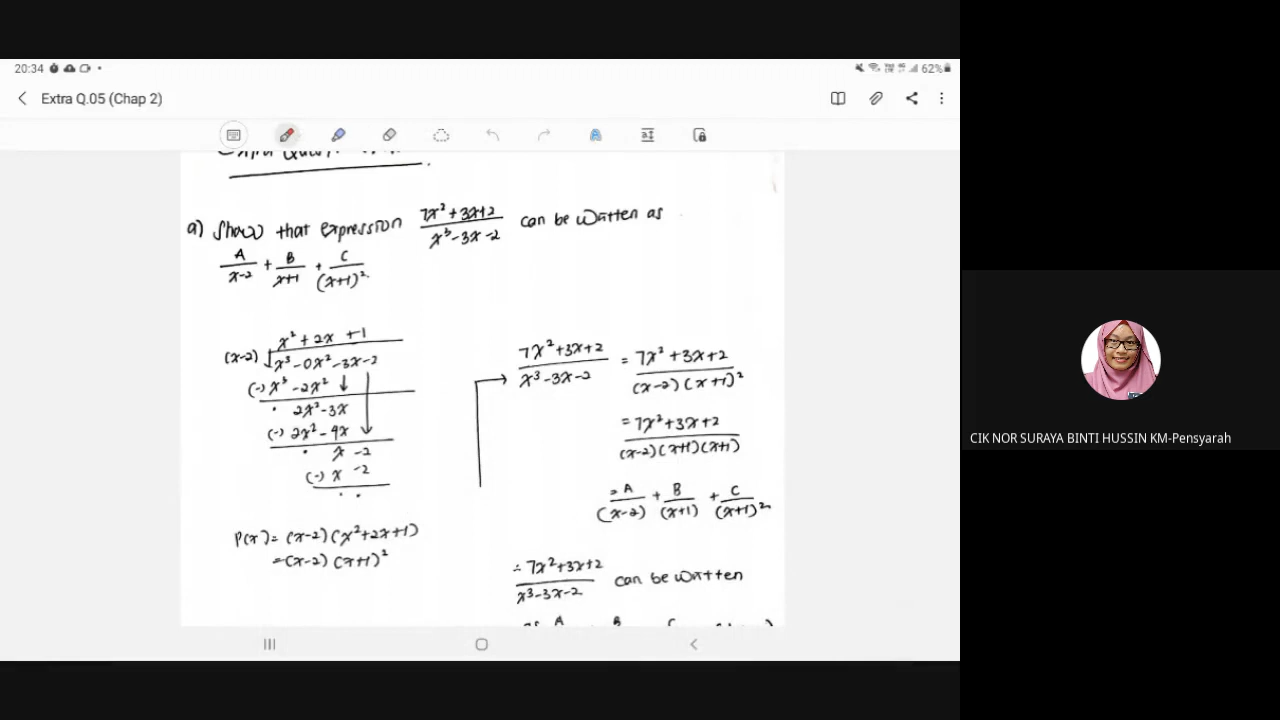 20:34
62%
Extra Q.05 (Chap 2)
a) Show that expression 7x² + 3x + 2 / x³ - 3x - 2 can be written as
A/x-2 + B/x+1 + C/(x+1)².
x² + 2x + 1
(x-2) √x³ - 0x² - 3x - 2
(-) x³ - 2x²
2x² - 3x
(-) 2x² - 4x
x - 2
(-) x - 2
P(x) = (x-2)(x²+2x+1)
= (x-2)(x+1)²
7x² + 3x + 2 / x³ - 3x - 2 = 7x² + 3x + 2 / (x-2)(x+1)²
= 7x² + 3x + 2 / (x-2)(x+1)(x+1)
= A/(x-2) + B/(x+1) + C/(x+1)²
∴ 7x² + 3x + 2 / x³ - 3x - 2 can be written
as A B C
CIK NOR SURAYA BINTI HUSSIN KM-Pensyarah